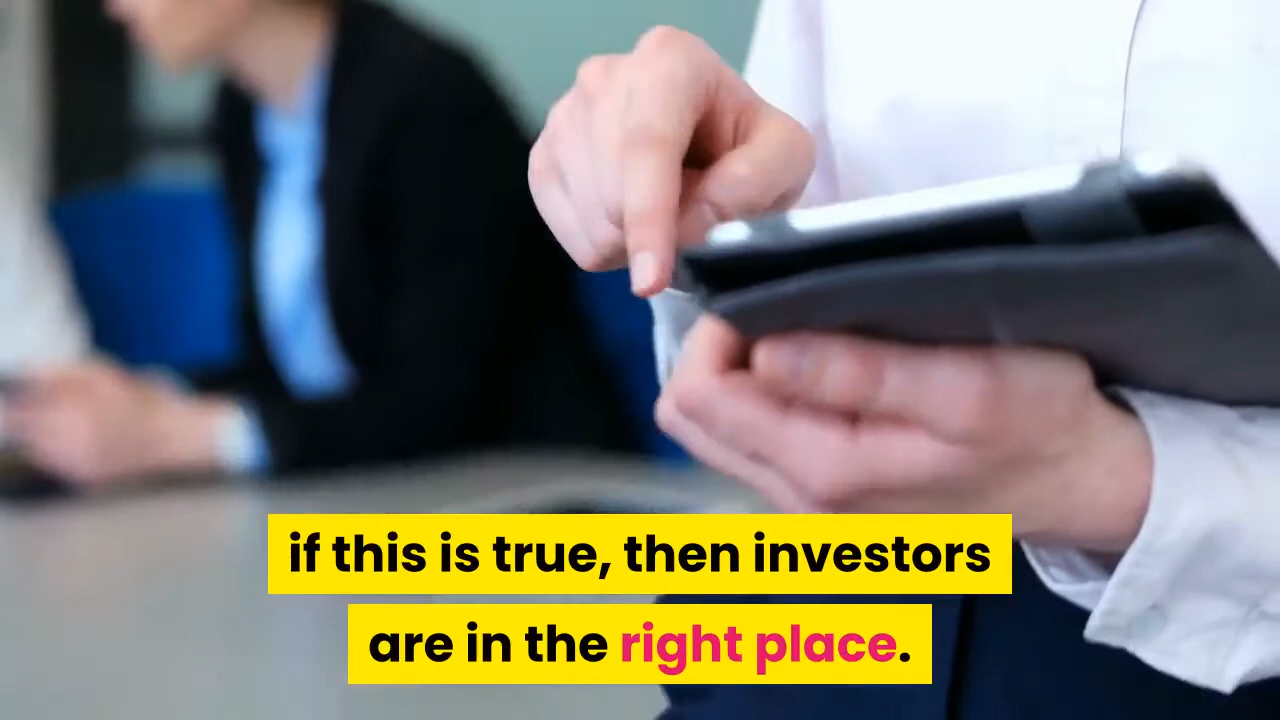 if this is true, then investors
are in the right place.